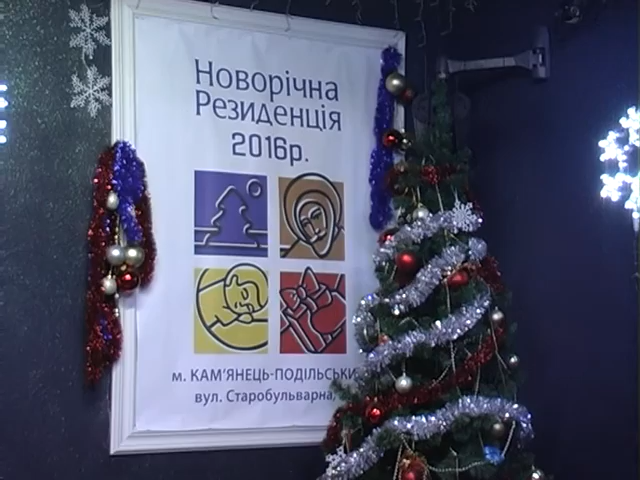 Новорічна
Резиденція
2016р.
м. КАМ'ЯНЕЦЬ-ПОДІЛЬСЬКИ
вул. Старобульварна,